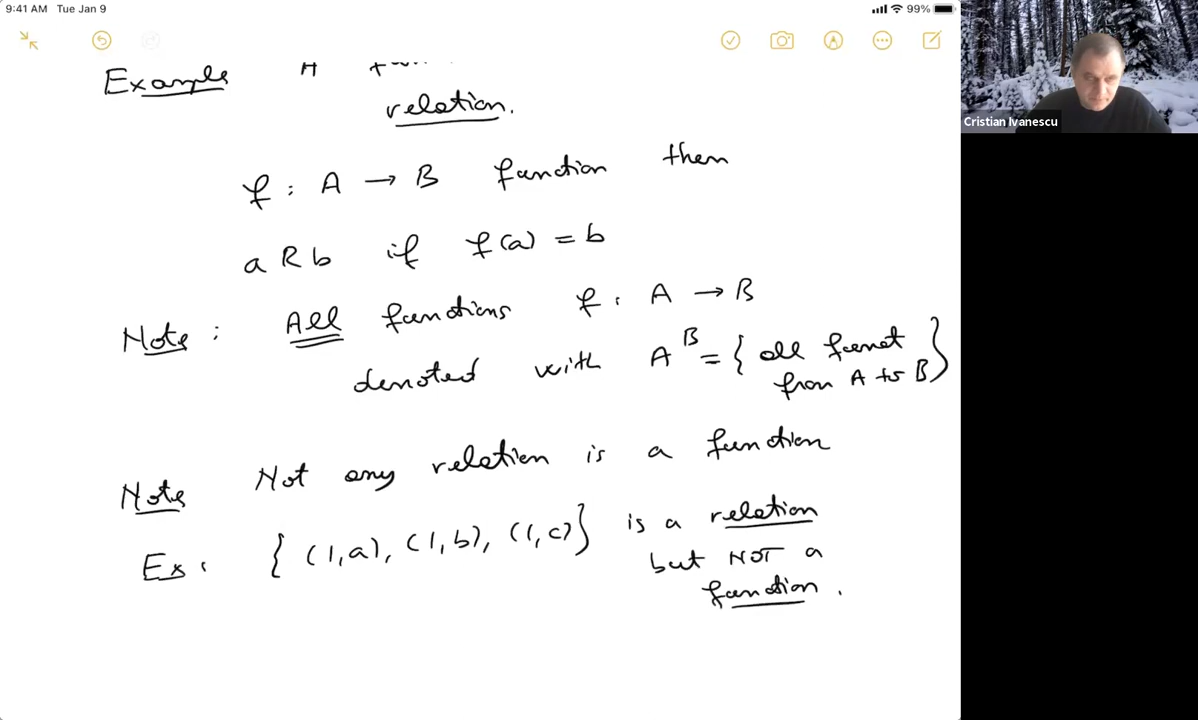 9:41 AM Tue Jan 9
99%
Cristian Ivanescu
Example A
relation.
f : A → B function then
a R b if f(a) = b
Note : All functions f : A → B
denoted with A^B = { all funct
from A to B }
Note Not any relation is a function
Ex : { (1,a), (1,b), (1,c) } is a relation
but NOT a
function .